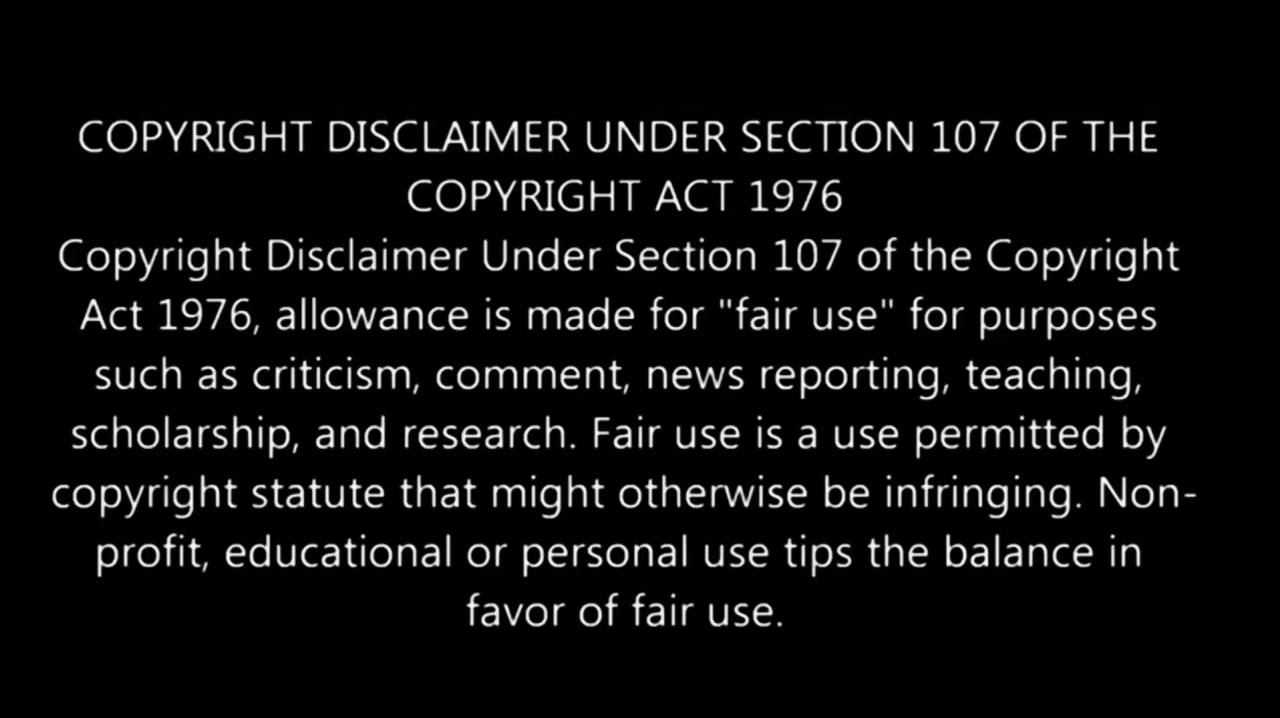 COPYRIGHT DISCLAIMER UNDER SECTION 107 OF THE
COPYRIGHT ACT 1976
Copyright Disclaimer Under Section 107 of the Copyright
Act 1976, allowance is made for "fair use" for purposes
such as criticism, comment, news reporting, teaching,
scholarship, and research. Fair use is a use permitted by
copyright statute that might otherwise be infringing. Non-
profit, educational or personal use tips the balance in
favor of fair use.